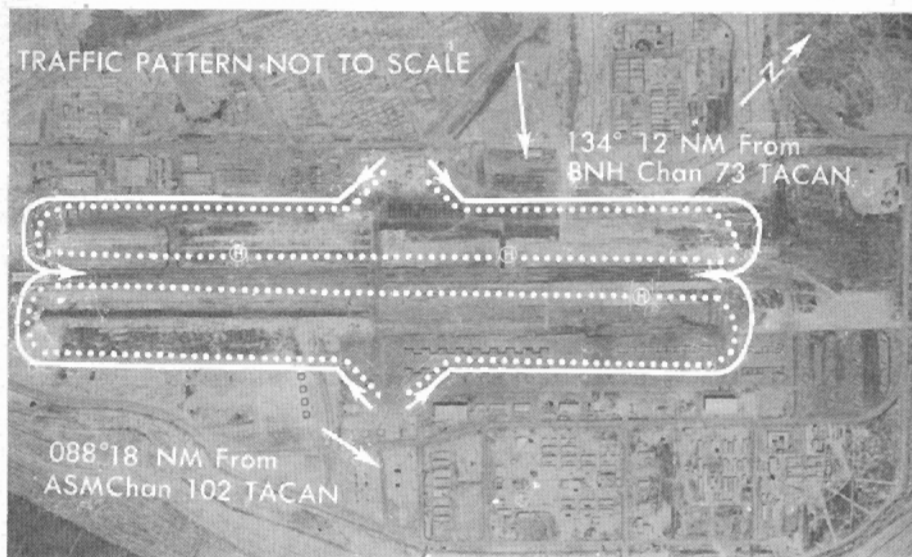 TRAFFIC PATTERN NOT TO SCALE
N
134° 12 NM From
BNH Chan 73 TACAN
H
H
H
088° 18 NM From
ASMChan 102 TACAN